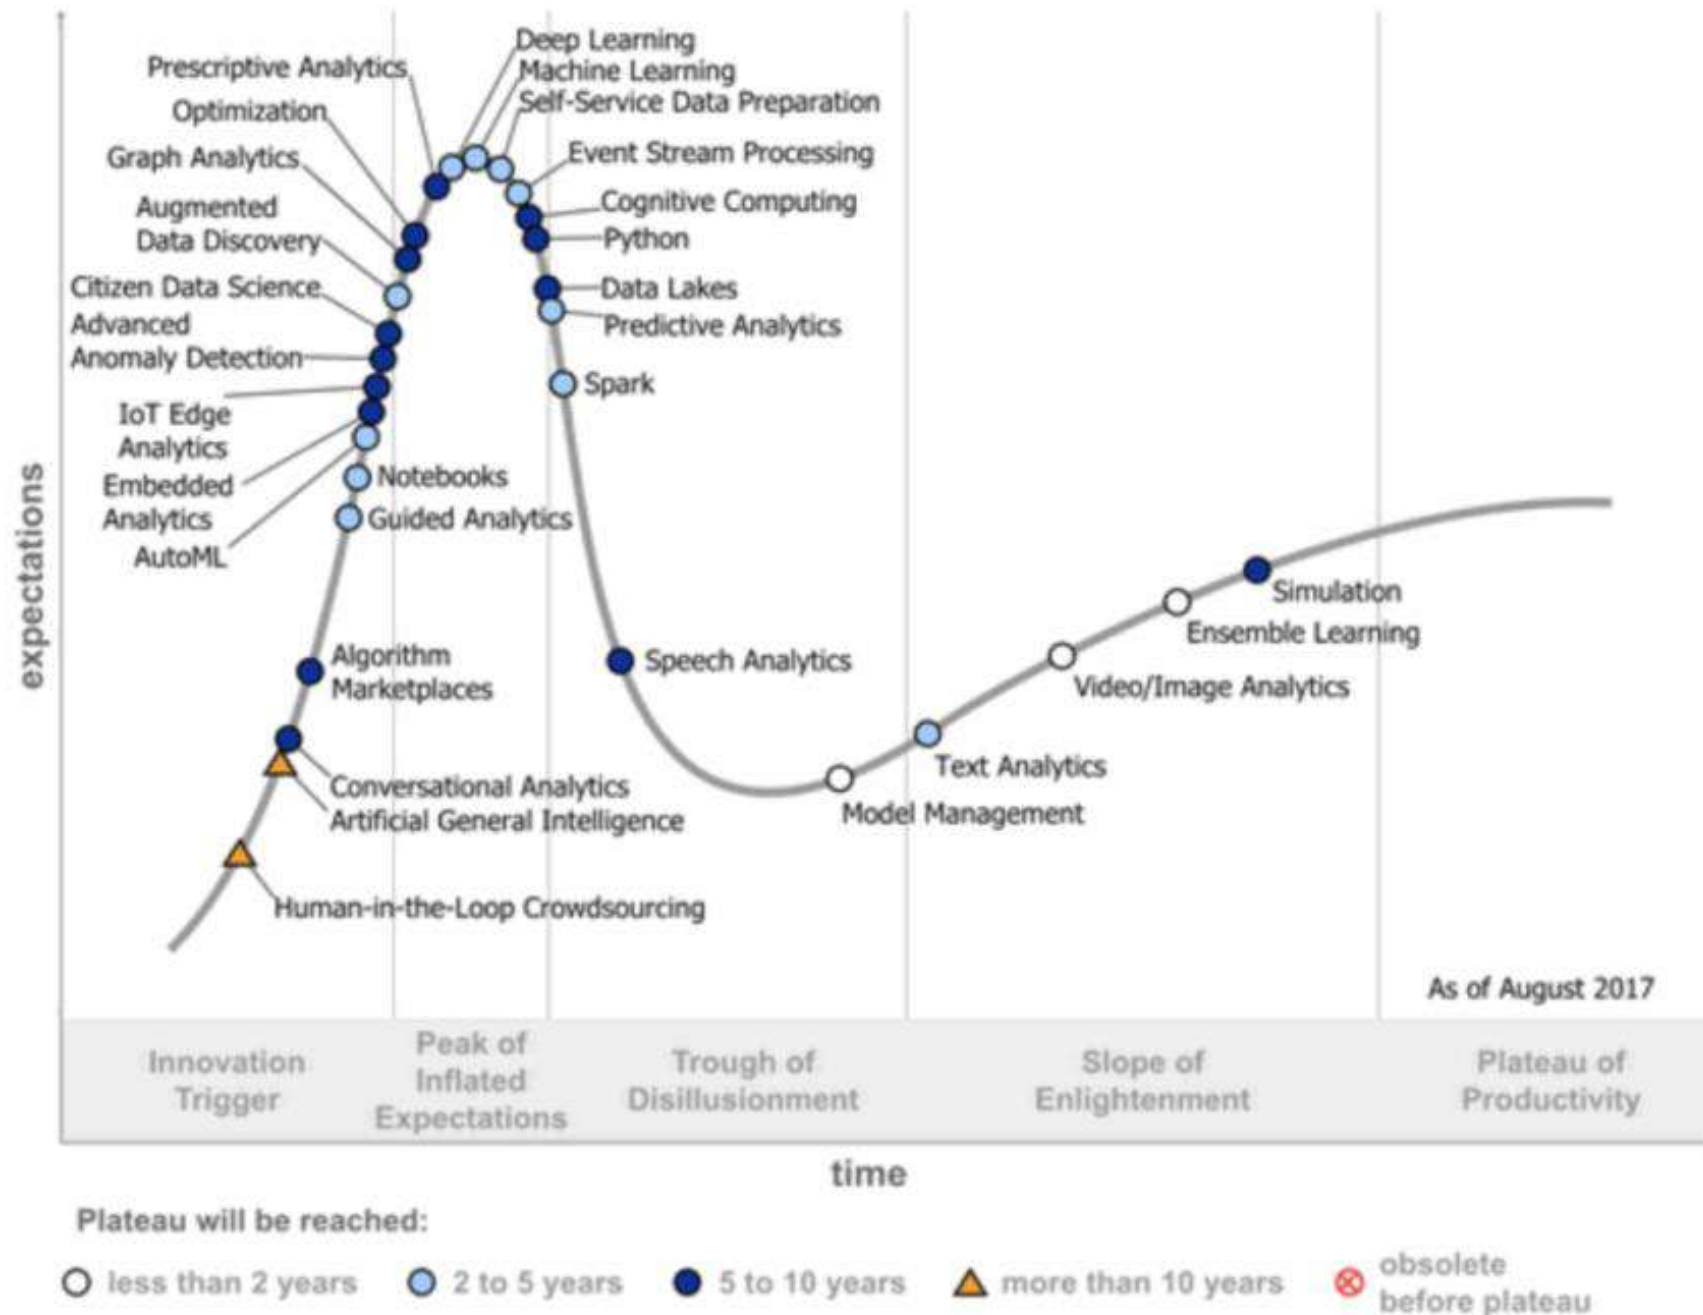 Deep Learning
Prescriptive Analytics
Machine Learning
Optimization
Self-Service Data Preparation
Graph Analytics
Event Stream Processing
Augmented
Data Discovery
Cognitive Computing
Python
Citizen Data Science
Data Lakes
Advanced
Anomaly Detection
Predictive Analytics
Spark
IoT Edge
Analytics
Embedded
Analytics
Notebooks
Guided Analytics
AutoML
expectations
Algorithm
Marketplaces
Speech Analytics
Simulation
Ensemble Learning
Video/Image Analytics
Text Analytics
Model Management
Conversational Analytics
Artificial General Intelligence
Human-in-the-Loop Crowdsourcing
As of August 2017
Innovation
Trigger
Peak of
Inflated
Expectations
Trough of
Disillusionment
Slope of
Enlightenment
Plateau of
Productivity
time
Plateau will be reached:
less than 2 years
2 to 5 years
5 to 10 years
more than 10 years
obsolete
before plateau